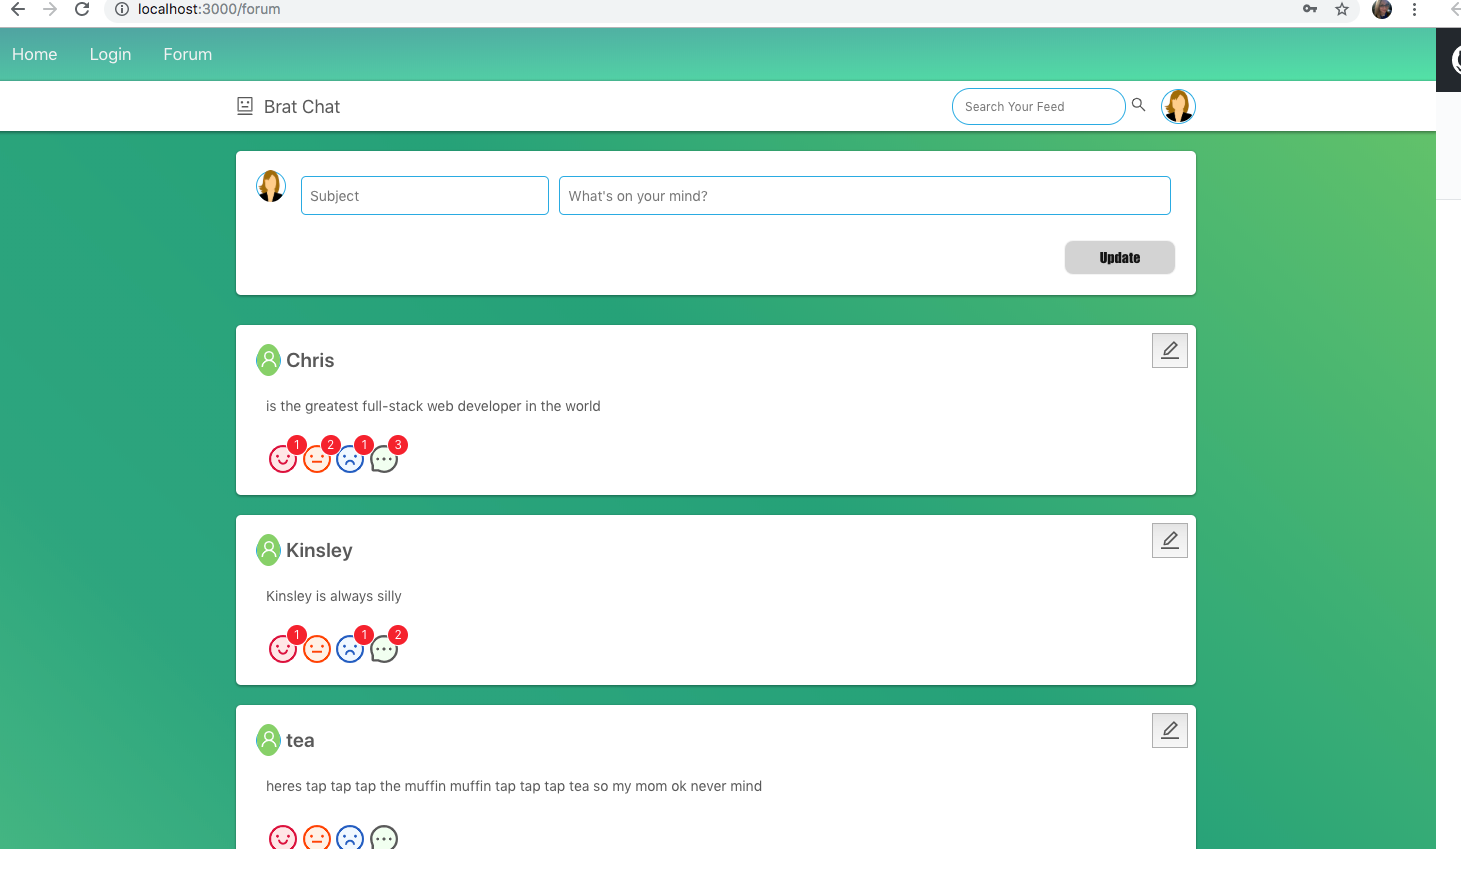 localhost:3000/forum
Home Login Forum
Brat Chat Search Your Feed
Subject What's on your mind?
Update
Chris
is the greatest full-stack web developer in the world
1 2 1 3
Kinsley
Kinsley is always silly
1 1 2
tea
heres tap tap tap the muffin muffin tap tap tap tea so my mom ok never mind